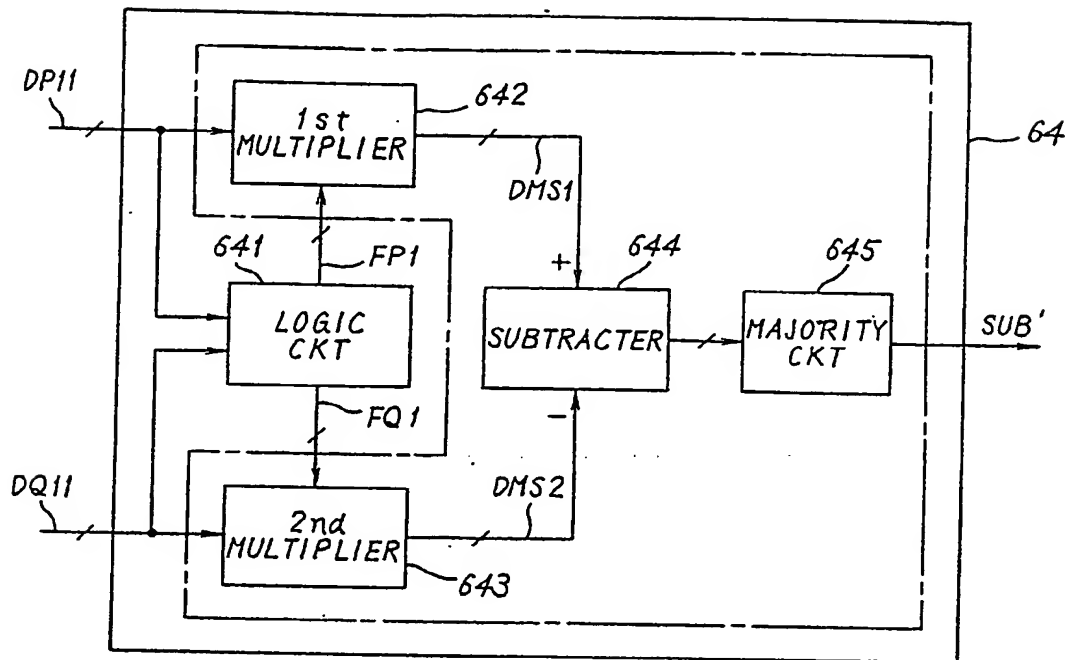 DP11
1st
MULTIPLIER
642
64
DMS1
641
FP1
+
644
645
LOGIC
CKT
SUBTRACTER
MAJORITY
CKT
SUB'
FQ1
-
DQ11
2nd
MULTIPLIER
DMS2
643